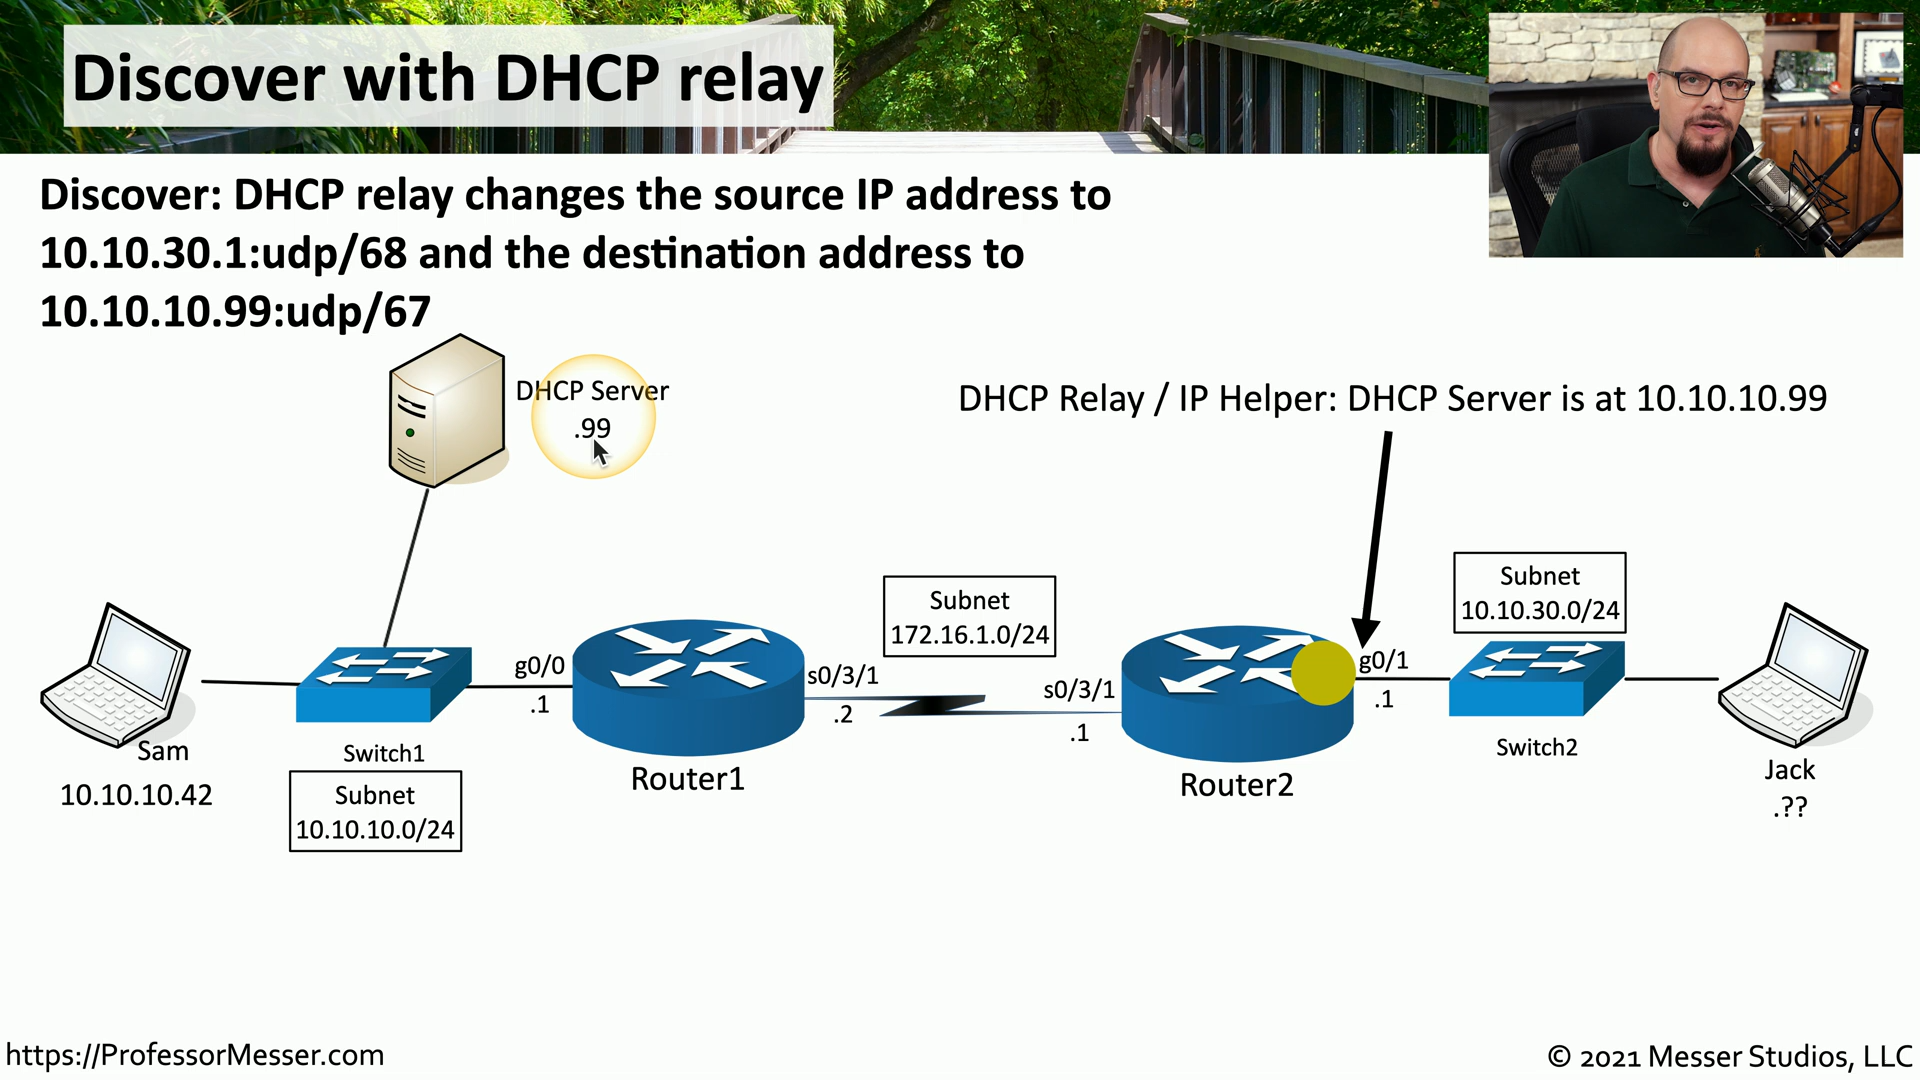 Discover with DHCP relay
Discover: DHCP relay changes the source IP address to
10.10.30.1:udp/68 and the destination address to
10.10.10.99:udp/67
DHCP Server
.99
DHCP Relay / IP Helper: DHCP Server is at 10.10.10.99
Subnet
10.10.30.0/24
Subnet
172.16.1.0/24
g0/0
.1
s0/3/1
.2
s0/3/1
.1
g0/1
.1
Sam
10.10.10.42
Switch1
Subnet
10.10.10.0/24
Router1
Router2
Switch2
Jack
.??
https://ProfessorMesser.com
© 2021 Messer Studios, LLC